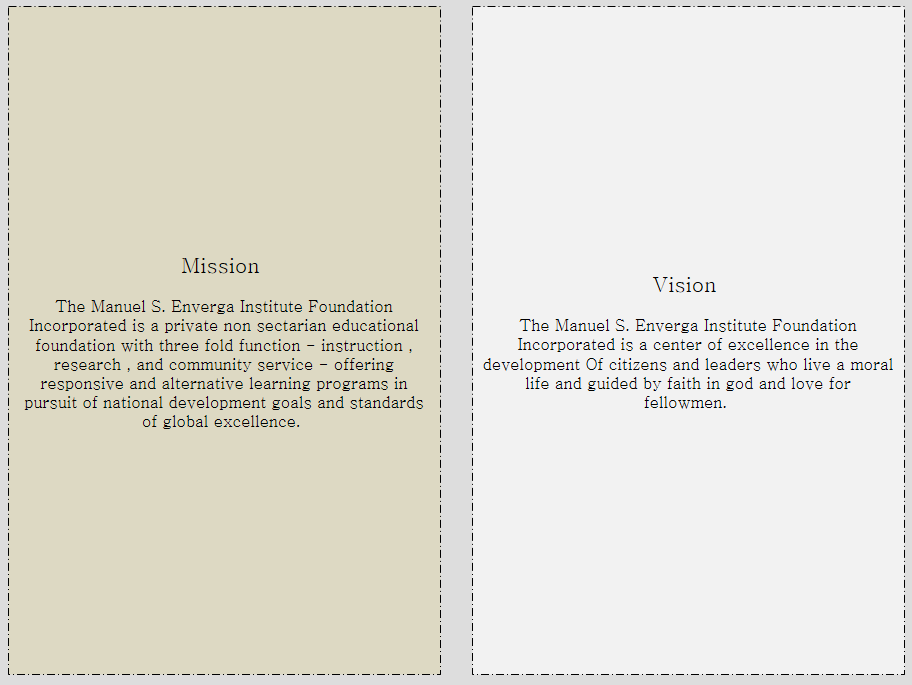 Mission
The Manuel S. Enverga Institute Foundation
Incorporated is a private non sectarian educational
foundation with three fold function - instruction ,
research , and community service - offering
responsive and alternative learning programs in
pursuit of national development goals and standards
of global excellence.
Vision
The Manuel S. Enverga Institute Foundation
Incorporated is a center of excellence in the
development Of citizens and leaders who live a moral
life and guided by faith in god and love for
fellowmen.